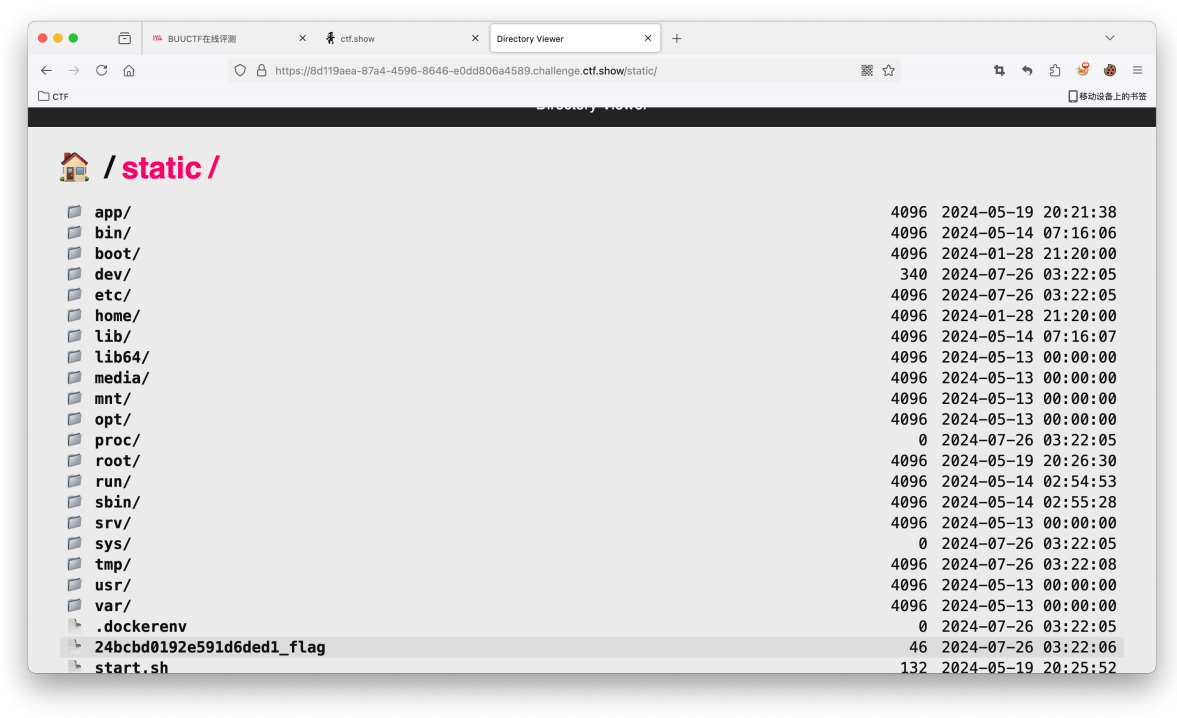 BUUCTF在线评测
ctf.show
Directory Viewer
https://8d119aea-87a4-4596-8646-e0dd806a4589.challenge.ctf.show/static/
CTF
移动设备上的书签
Directory Viewer
/ static /
app/ 4096 2024-05-19 20:21:38
bin/ 4096 2024-05-14 07:16:06
boot/ 4096 2024-01-28 21:20:00
dev/ 340 2024-07-26 03:22:05
etc/ 4096 2024-07-26 03:22:05
home/ 4096 2024-01-28 21:20:00
lib/ 4096 2024-05-14 07:16:07
lib64/ 4096 2024-05-13 00:00:00
media/ 4096 2024-05-13 00:00:00
mnt/ 4096 2024-05-13 00:00:00
opt/ 4096 2024-05-13 00:00:00
proc/ 0 2024-07-26 03:22:05
root/ 4096 2024-05-19 20:26:30
run/ 4096 2024-05-14 02:54:53
sbin/ 4096 2024-05-14 02:55:28
srv/ 4096 2024-05-13 00:00:00
sys/ 0 2024-07-26 03:22:05
tmp/ 4096 2024-07-26 03:22:08
usr/ 4096 2024-05-13 00:00:00
var/ 4096 2024-05-13 00:00:00
.dockerenv 0 2024-07-26 03:22:05
24bcbd0192e591d6ded1_flag 46 2024-07-26 03:22:06
start.sh 132 2024-05-19 20:25:52